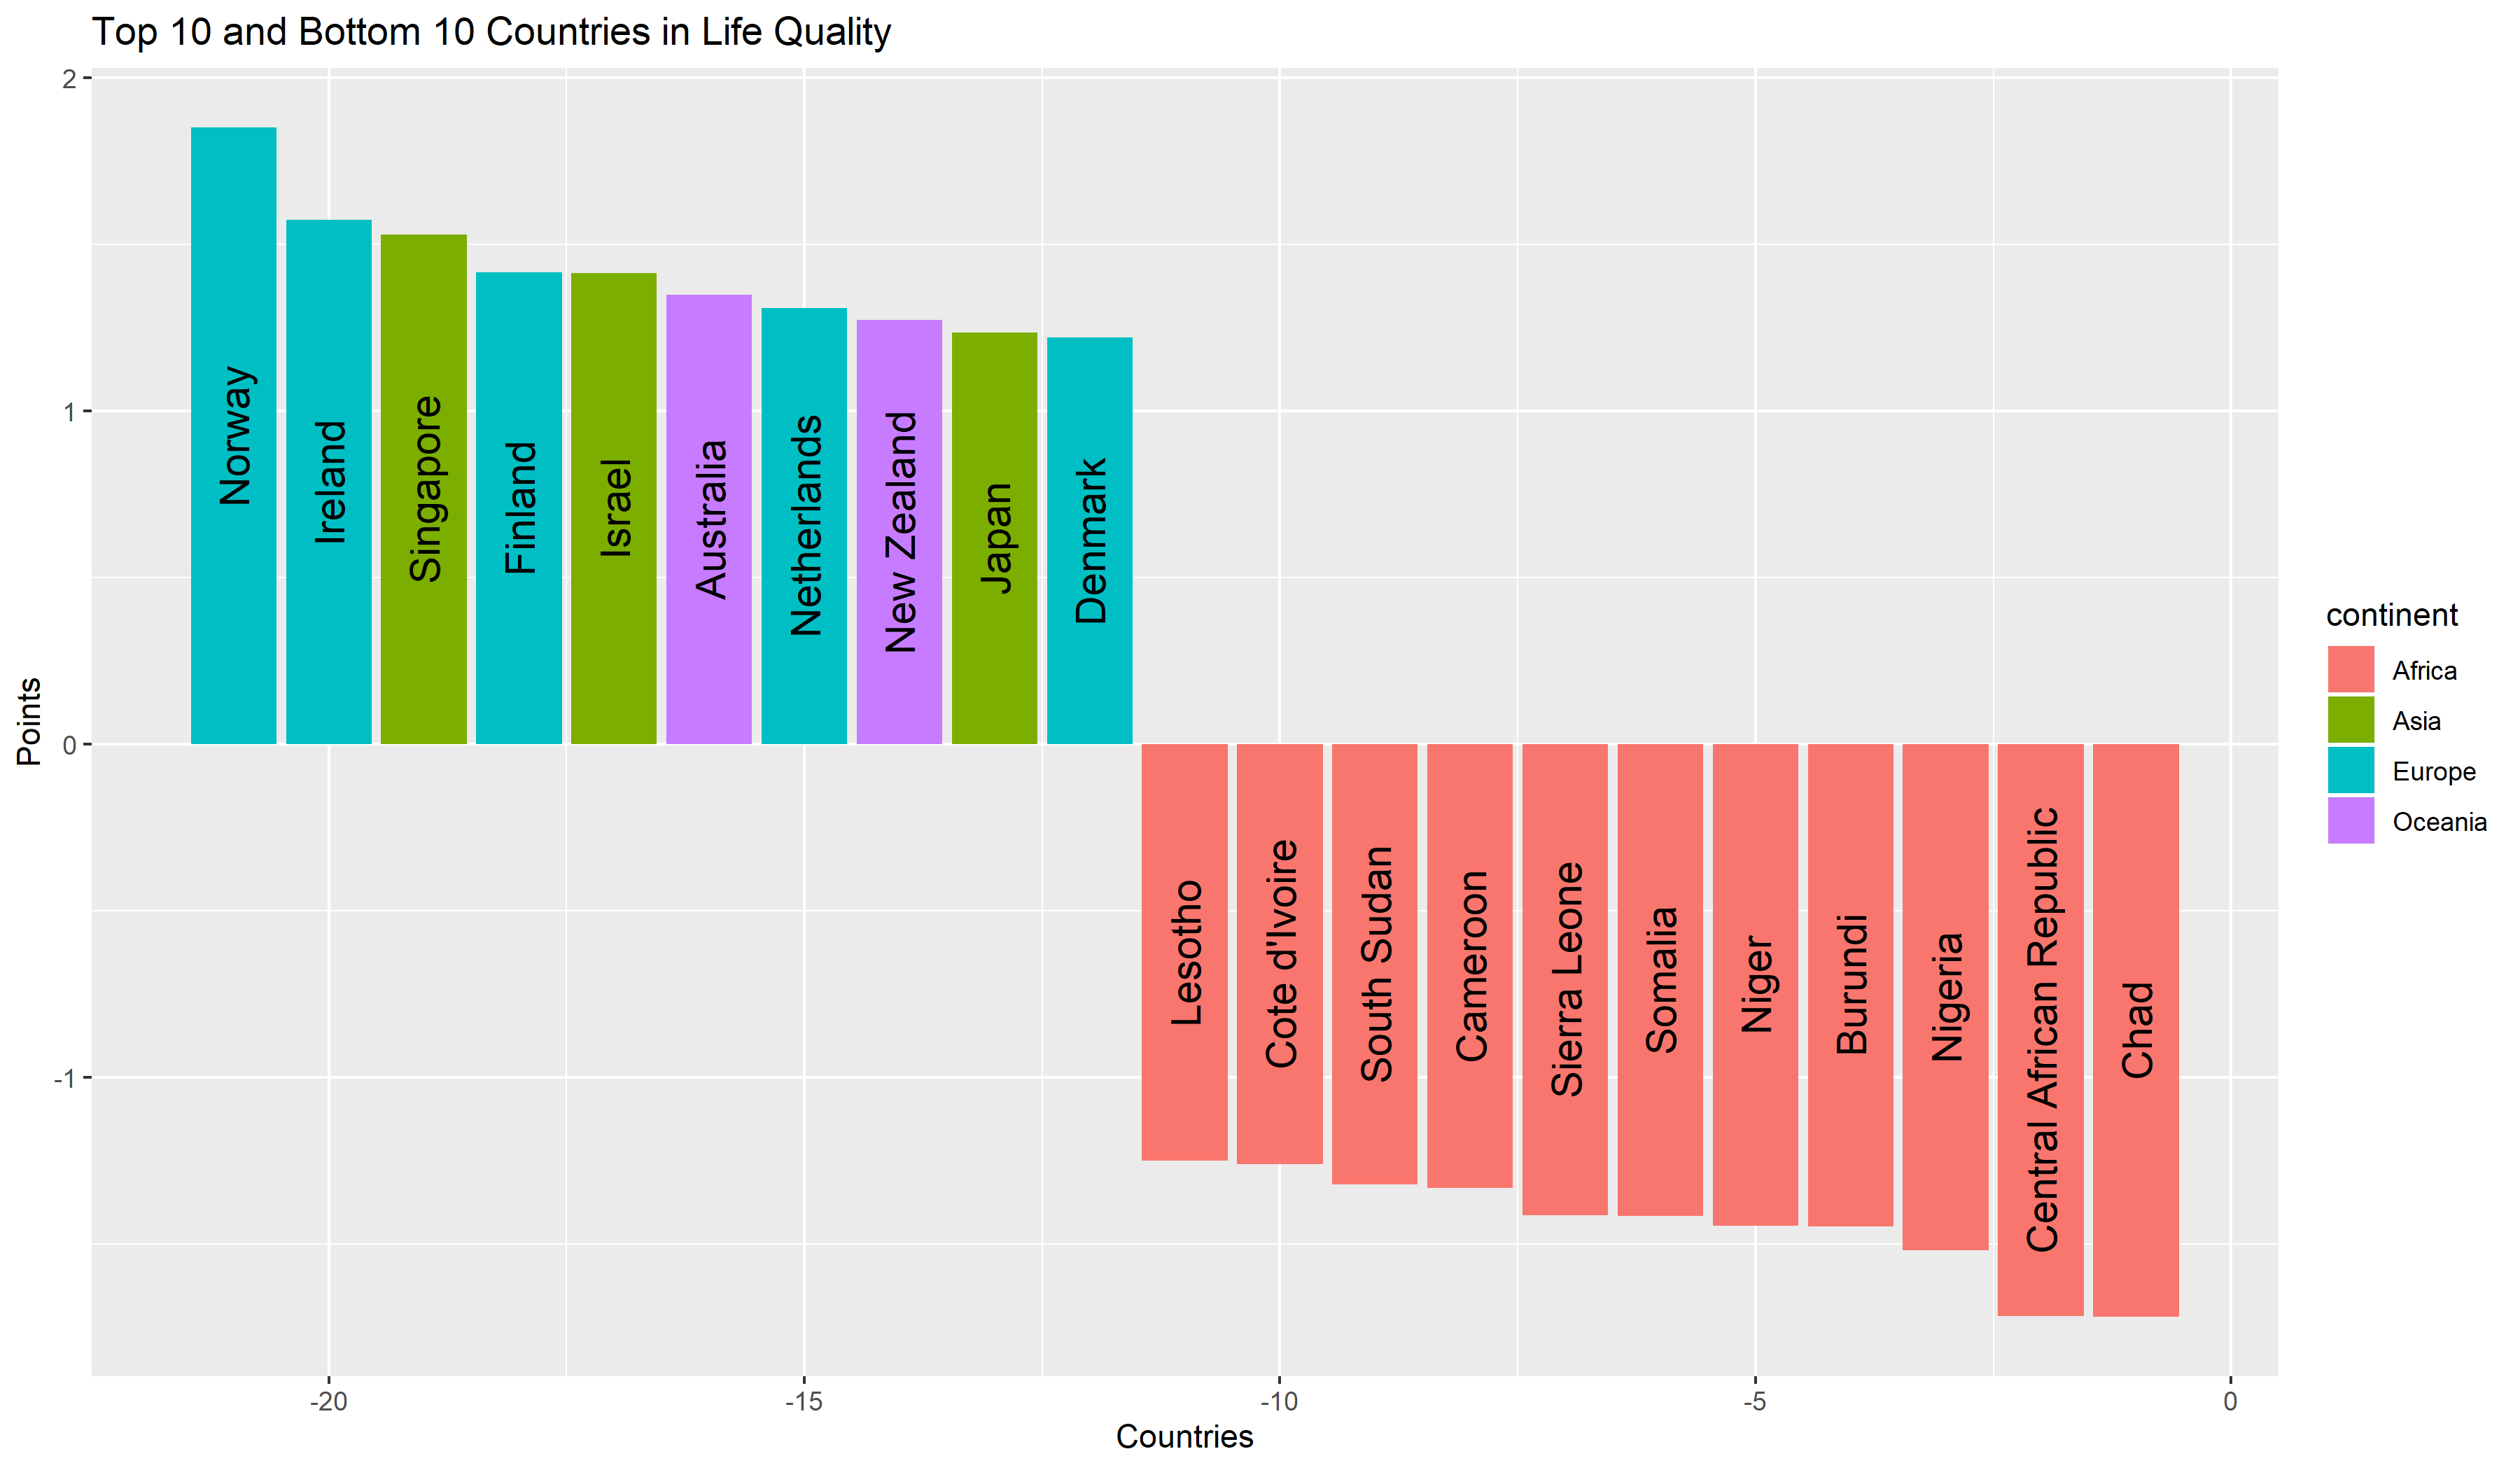 Top 10 and Bottom 10 Countries in Life Quality
2
1
0
-1
Points
Norway
Ireland
Singapore
Finland
Israel
Australia
Netherlands
New Zealand
Japan
Denmark
Lesotho
Cote d'Ivoire
South Sudan
Cameroon
Sierra Leone
Somalia
Niger
Burundi
Nigeria
Central African Republic
Chad
-20
-15
-10
-5
0
Countries
continent
Africa
Asia
Europe
Oceania